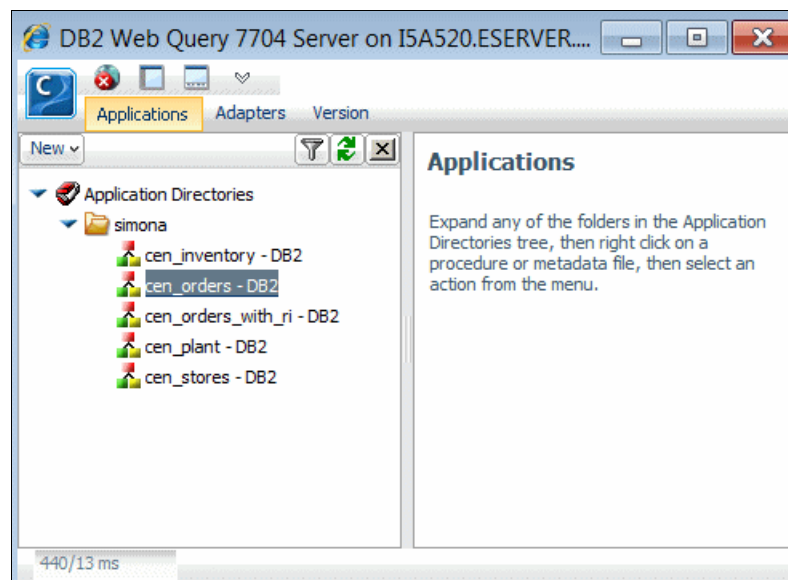 DB2 Web Query 7704 Server on I5A520.ESERVER....
C
Applications
Adapters
Version
New
Application Directories
simona
cen_inventory - DB2
cen_orders - DB2
cen_orders_with_ri - DB2
cen_plant - DB2
cen_stores - DB2
Applications
Expand any of the folders in the Application
Directories tree, then right click on a
procedure or metadata file, then select an
action from the menu.
440/13 ms